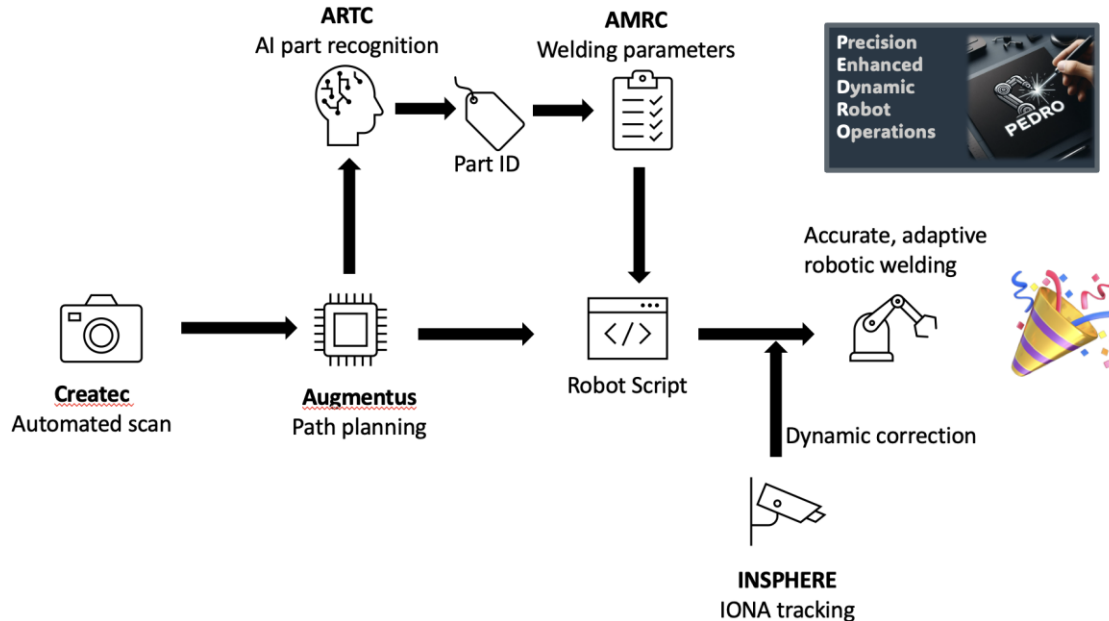 ARTC
AI part recognition
AMRC
Welding parameters
Precision
Enhanced
Dynamic
Robot
Operations
PEDRO
Part ID
Accurate, adaptive
robotic welding
</>
Createc
Automated scan
Augmentus
Path planning
Robot Script
Dynamic correction
INSPHERE
IONA tracking